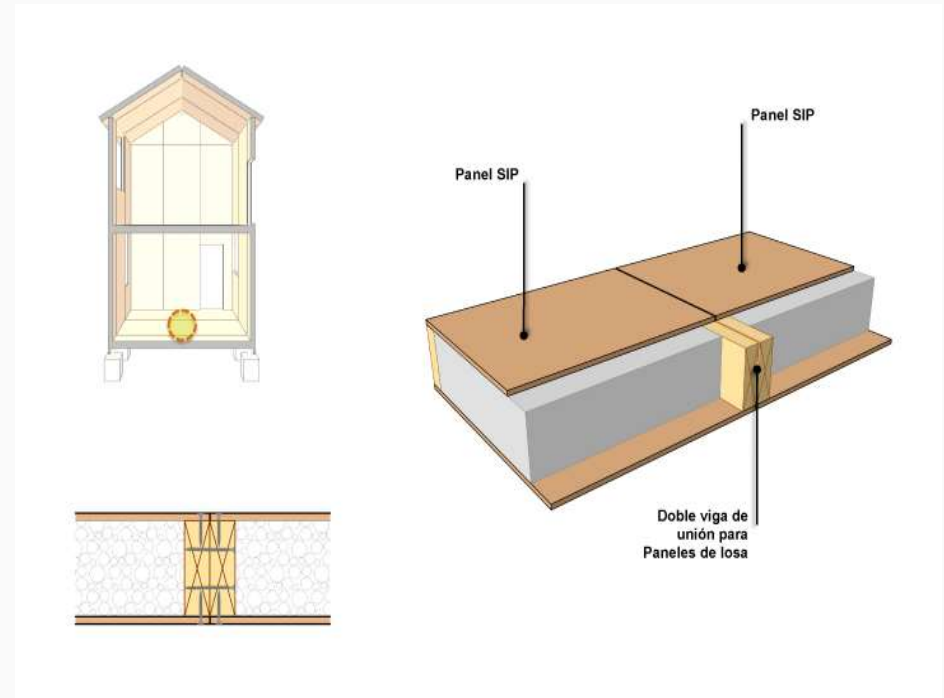 Panel SIP
Panel SIP
Doble viga de
unión para
Paneles de losa